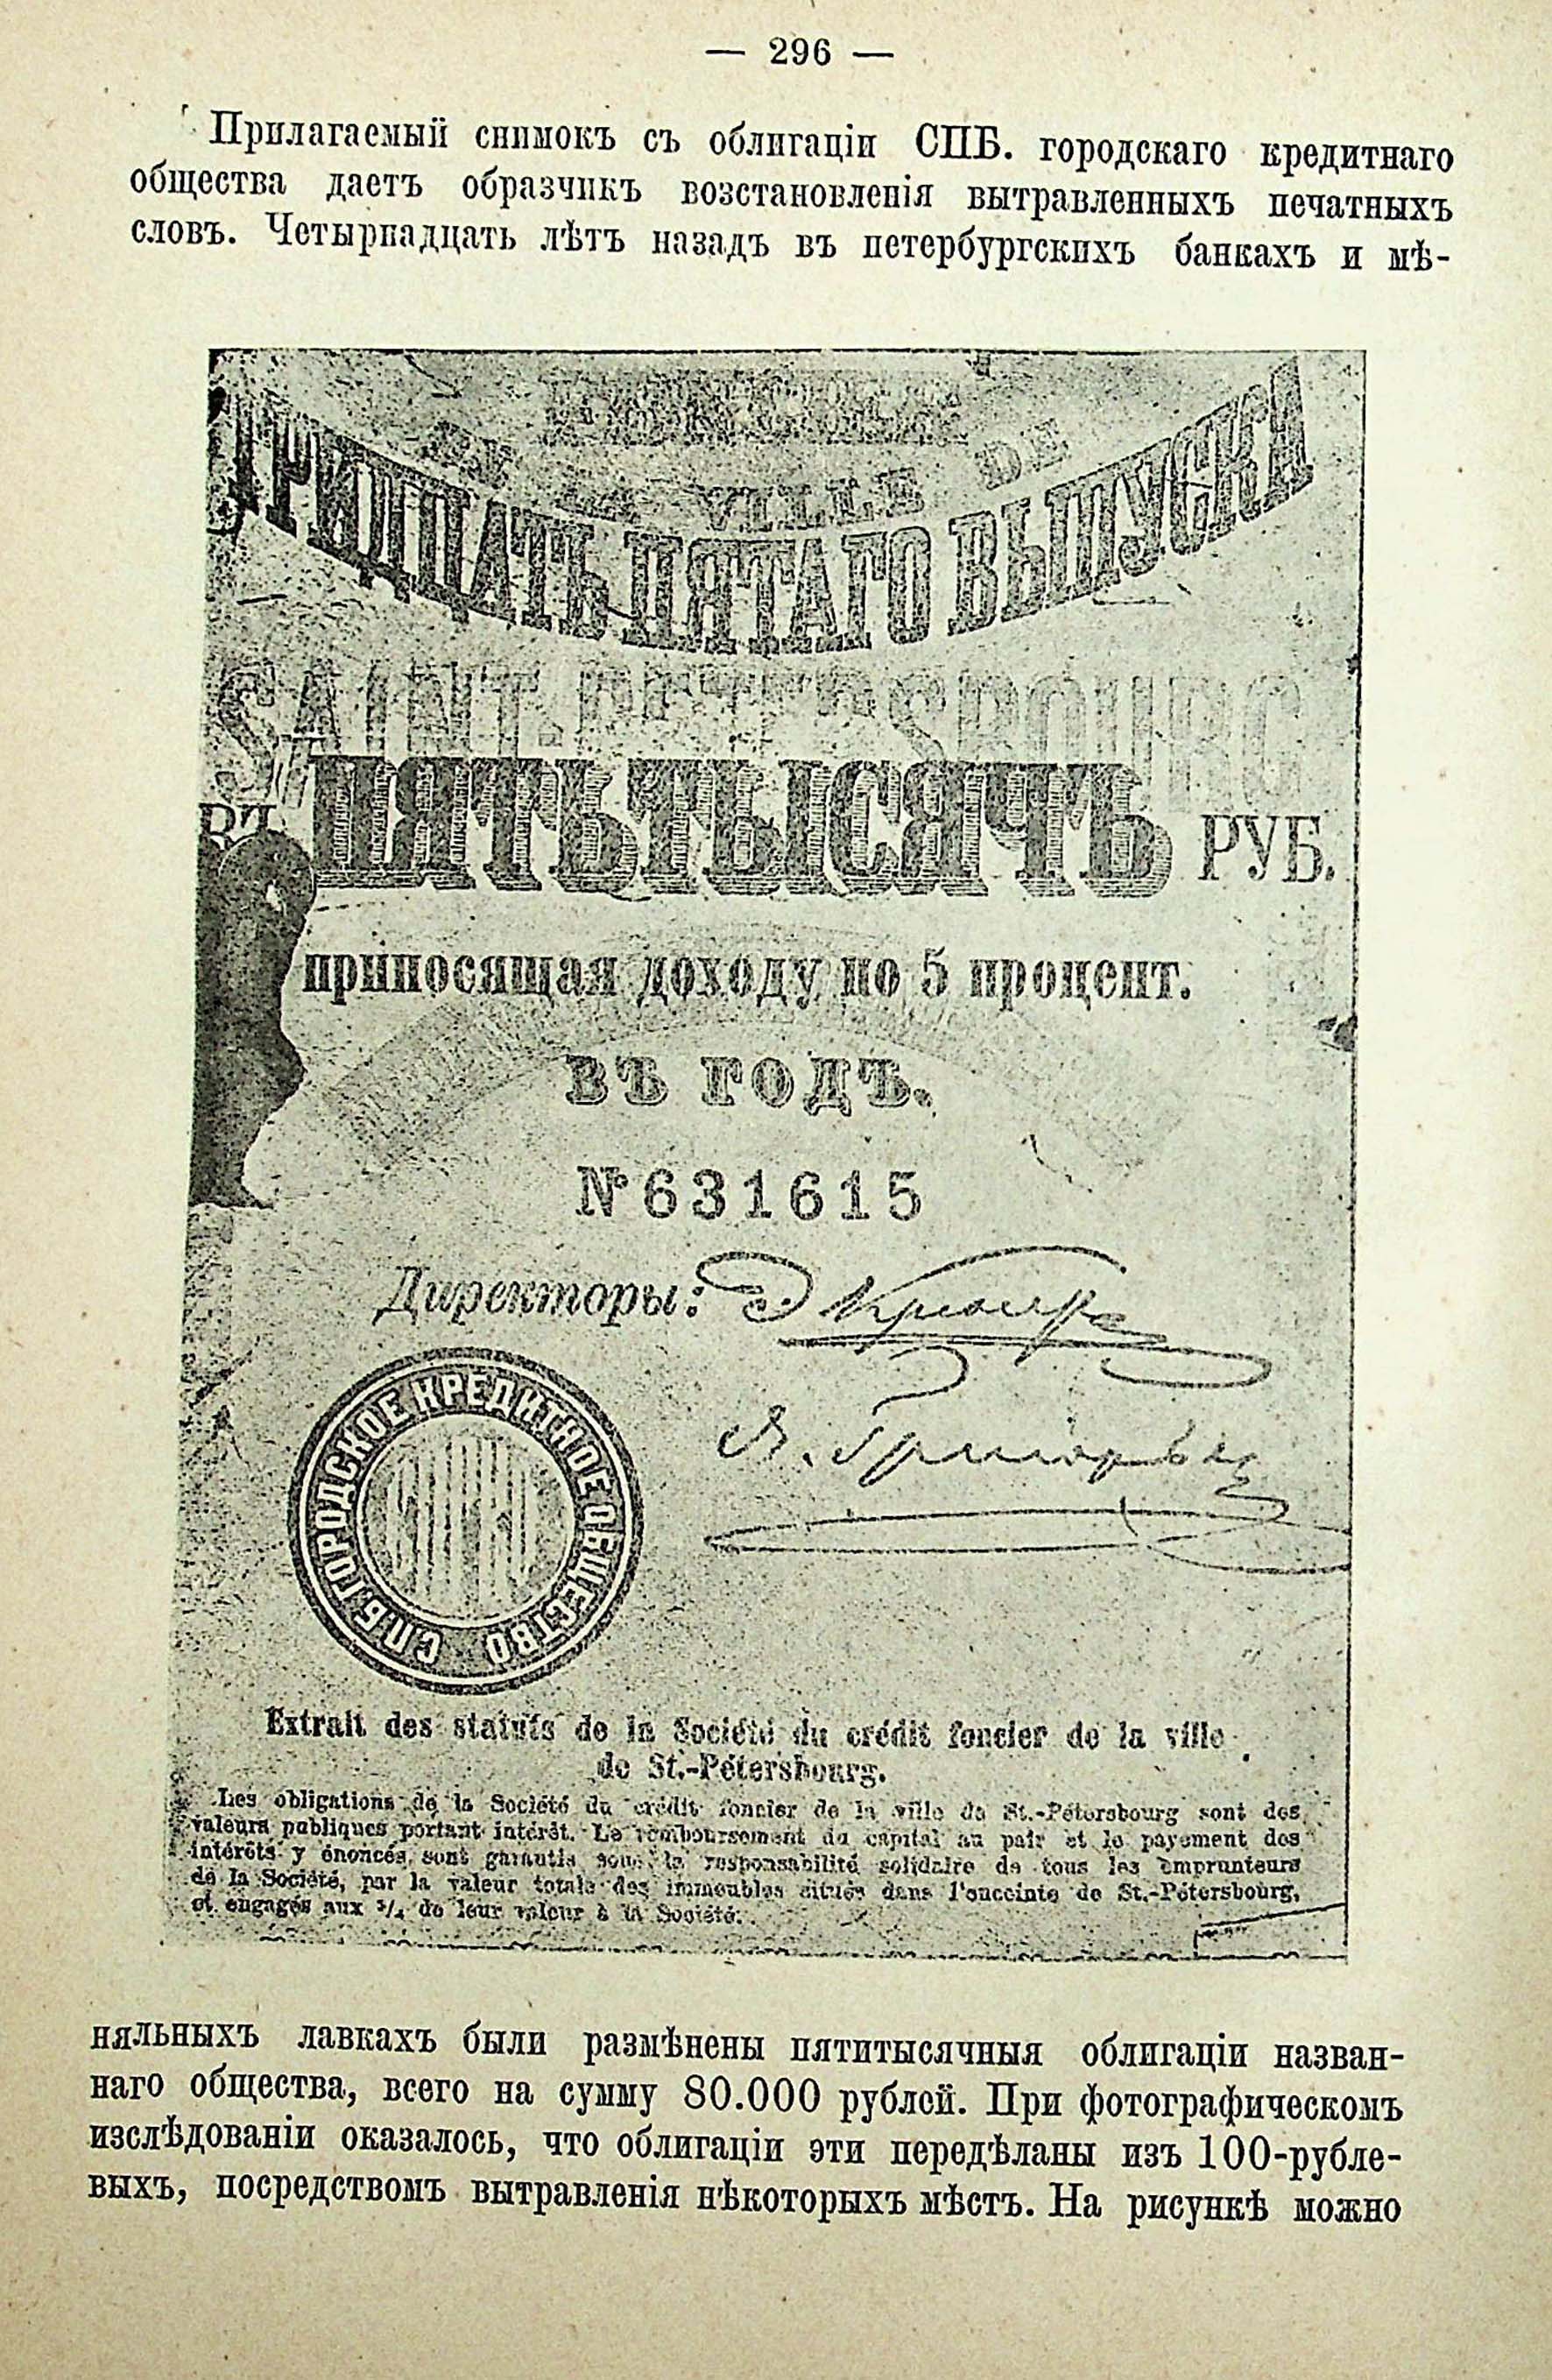 — 296 —
Прилагаемый снимокъ съ облигаціи СПБ. городскаго кредитнаго
общества даетъ образчикъ возстановленія вытравленныхъ печатныхъ
словъ. Четырнадцать лѣтъ назадъ въ петербургскихъ банкахъ и мѣ-
VILLE DE
ТРИДЦАТЬ ПЯТАГО ВЫПУСКА
SAINT-PETERSBOURG
ВЪ ПЯТЬ ТЫСЯЧЪ РУБ.
приносящая доходу по 5 процент.
въ годъ.
№ 631615
Директоры:
СПБ. ГОРОДСКОЕ КРЕДИТНОЕ ОБЩЕСТВО
Extrait des statuts de la Société du crédit foncier de la ville
de St.-Pétersbourg.
Les obligations de la Société du crédit foncier de la ville de St.-Pétersbourg sont des
valeurs publiques portant intérêt. Le remboursement du capital au pair et le payement des
intérêts y énoncés, sont garantis sous la responsabilité solidaire de tous les emprunteurs
de la Société, par la valeur totale des immeubles situés dans l'enceinte de St.-Pétersbourg,
et engagés aux ³/₄ de leur valeur à la Société.
няльныхъ лавкахъ были размѣнены пятитысячныя облигаціи назван-
наго общества, всего на сумму 80.000 рублей. При фотографическомъ
изслѣдованіи оказалось, что облигаціи эти передѣланы изъ 100-рубле-
выхъ, посредствомъ вытравленія нѣкоторыхъ мѣстъ. На рисункѣ можно